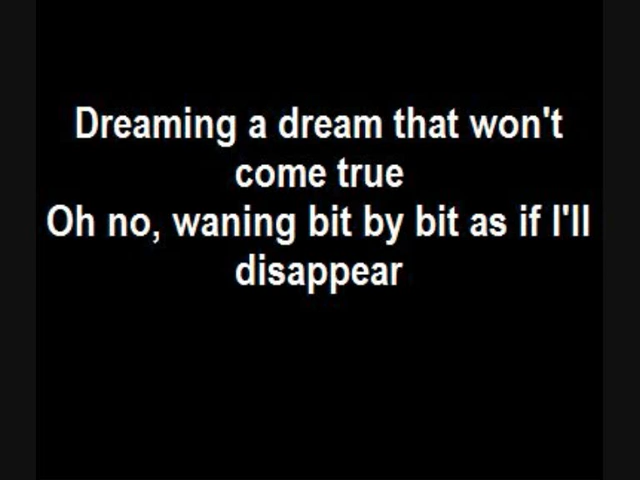 Dreaming a dream that won't
come true
Oh no, waning bit by bit as if I'll
disappear